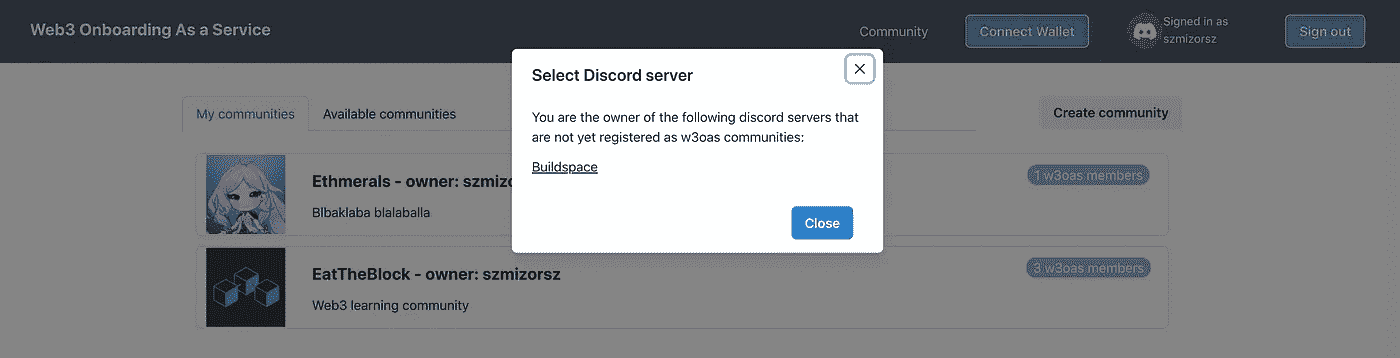 Web3 Onboarding As a Service
Community
Connect Wallet
Signed in as
szmizorsz
Sign out
Select Discord server
You are the owner of the following discord servers that
are not yet registered as w3oas communities:
Buildspace
Close
My communities
Available communities
Create community
Ethmerals - owner: szmizo
1 w3oas members
Blbaklaba blalaballa
EatTheBlock - owner: szmizorsz
3 w3oas members
Web3 learning community